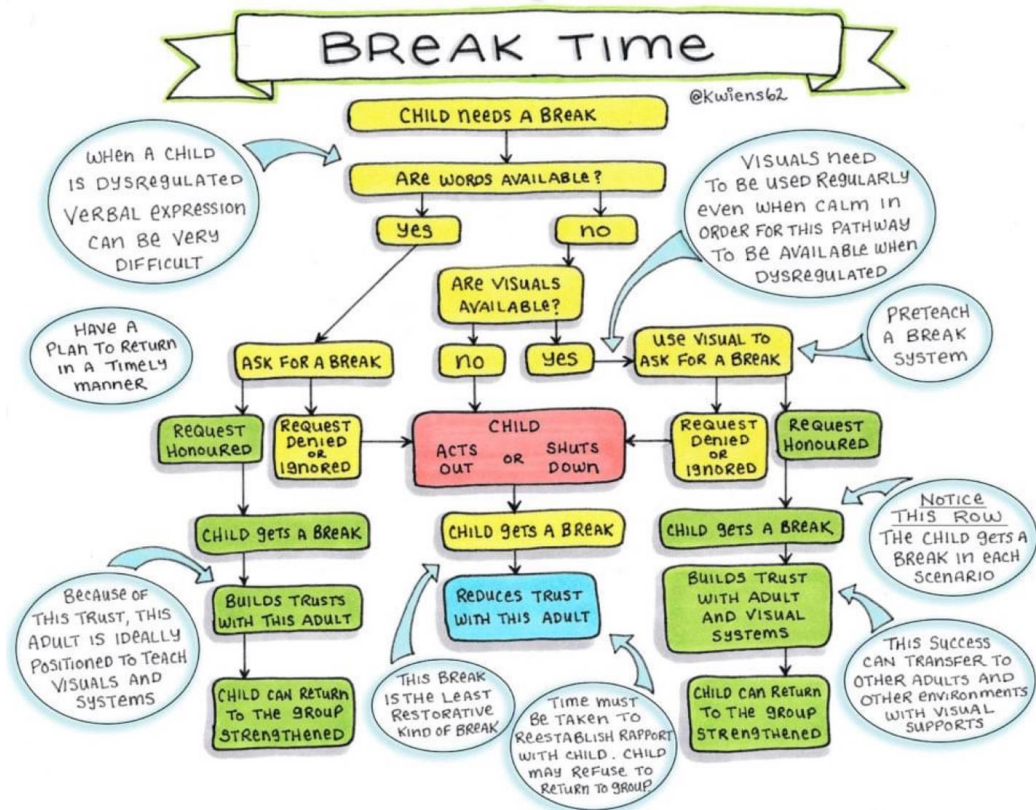 BREAK TIME
@Kwiens62
CHILD NEEDS A BREAK
WHEN A CHILD
IS DYSREGULATED
VERBAL EXPRESSION
CAN BE VERY
DIFFICULT
ARE WORDS AVAILABLE?
VISUALS NEED
TO BE USED REGULARLY
EVEN WHEN CALM IN
ORDER FOR THIS PATHWAY
TO BE AVAILABLE WHEN
DYSREGULATED
yes
no
ARE VISUALS
AVAILABLE?
HAVE A
PLAN TO RETURN
IN A TIMELY
MANNER
ASK FOR A BREAK
no
yes
USE VISUAL TO
ASK FOR A BREAK
PRETEACH
A BREAK
SYSTEM
REQUEST
HONOURED
REQUEST
DENIED
OR
IGNORED
CHILD
ACTS
OUT
OR
SHUTS
DOWN
REQUEST
DENIED
OR
IGNORED
REQUEST
HONOURED
CHILD GETS A BREAK
CHILD GETS A BREAK
CHILD GETS A BREAK
NOTICE
THIS ROW
THE CHILD GETS A
BREAK IN EACH
SCENARIO
BECAUSE OF
THIS TRUST, THIS
ADULT IS IDEALLY
POSITIONED TO TEACH
VISUALS AND
SYSTEMS
BUILDS TRUSTS
WITH THIS ADULT
REDUCES TRUST
WITH THIS ADULT
BUILDS TRUST
WITH ADULT
AND VISUAL
SYSTEMS
THIS SUCCESS
CAN TRANSFER TO
OTHER ADULTS AND
OTHER ENVIRONMENTS
WITH VISUAL
SUPPORTS
CHILD CAN RETURN
TO THE GROUP
STRENGTHENED
THIS BREAK
IS THE LEAST
RESTORATIVE
KIND OF BREAK
TIME MUST
BE TAKEN TO
REESTABLISH RAPPORT
WITH CHILD. CHILD
MAY REFUSE TO
RETURN TO GROUP
CHILD CAN RETURN
TO THE GROUP
STRENGTHENED